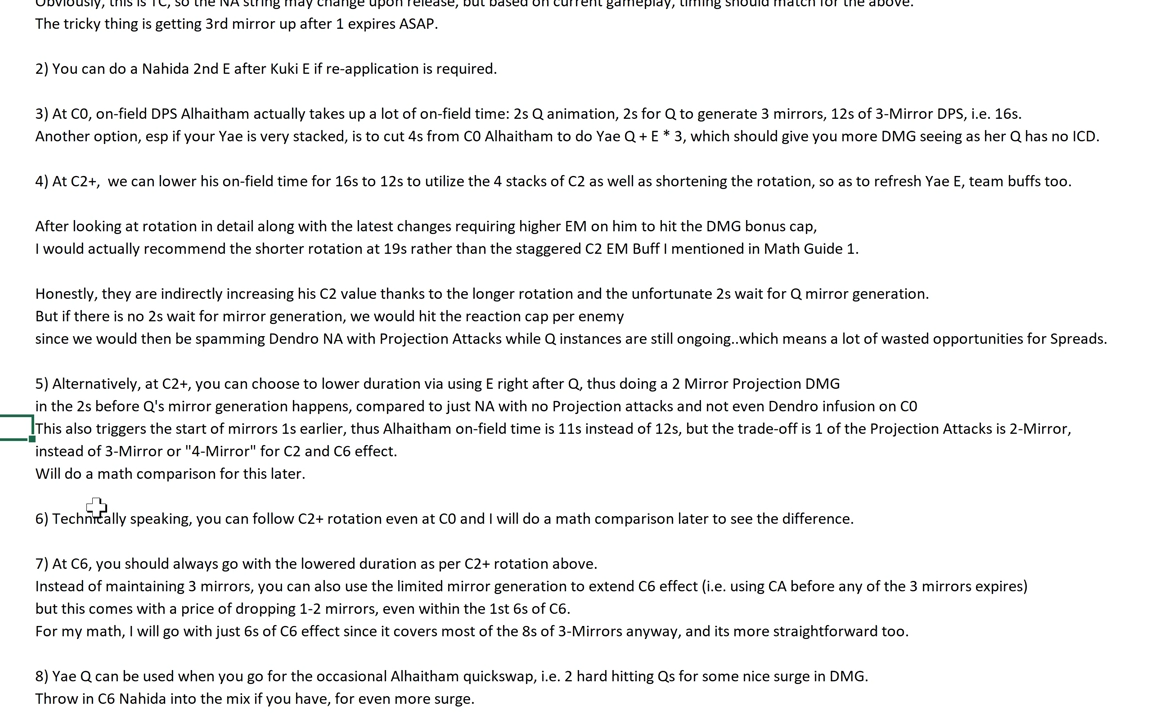 Obviously, this is TC, so the NA string may change upon release, but based on current gameplay, timing should match for the above.
The tricky thing is getting 3rd mirror up after 1 expires ASAP.
2) You can do a Nahida 2nd E after Kuki E if re-application is required.
3) At C0, on-field DPS Alhaitham actually takes up a lot of on-field time: 2s Q animation, 2s for Q to generate 3 mirrors, 12s of 3-Mirror DPS, i.e. 16s.
Another option, esp if your Yae is very stacked, is to cut 4s from C0 Alhaitham to do Yae Q + E * 3, which should give you more DMG seeing as her Q has no ICD.
4) At C2+,  we can lower his on-field time for 16s to 12s to utilize the 4 stacks of C2 as well as shortening the rotation, so as to refresh Yae E, team buffs too.
After looking at rotation in detail along with the latest changes requiring higher EM on him to hit the DMG bonus cap,
I would actually recommend the shorter rotation at 19s rather than the staggered C2 EM Buff I mentioned in Math Guide 1.
Honestly, they are indirectly increasing his C2 value thanks to the longer rotation and the unfortunate 2s wait for Q mirror generation.
But if there is no 2s wait for mirror generation, we would hit the reaction cap per enemy
since we would then be spamming Dendro NA with Projection Attacks while Q instances are still ongoing..which means a lot of wasted opportunities for Spreads.
5) Alternatively, at C2+, you can choose to lower duration via using E right after Q, thus doing a 2 Mirror Projection DMG
in the 2s before Q's mirror generation happens, compared to just NA with no Projection attacks and not even Dendro infusion on C0
This also triggers the start of mirrors 1s earlier, thus Alhaitham on-field time is 11s instead of 12s, but the trade-off is 1 of the Projection Attacks is 2-Mirror,
instead of 3-Mirror or "4-Mirror" for C2 and C6 effect.
Will do a math comparison for this later.
6) Technically speaking, you can follow C2+ rotation even at C0 and I will do a math comparison later to see the difference.
7) At C6, you should always go with the lowered duration as per C2+ rotation above.
Instead of maintaining 3 mirrors, you can also use the limited mirror generation to extend C6 effect (i.e. using CA before any of the 3 mirrors expires)
but this comes with a price of dropping 1-2 mirrors, even within the 1st 6s of C6.
For my math, I will go with just 6s of C6 effect since it covers most of the 8s of 3-Mirrors anyway, and its more straightforward too.
8) Yae Q can be used when you go for the occasional Alhaitham quickswap, i.e. 2 hard hitting Qs for some nice surge in DMG.
Throw in C6 Nahida into the mix if you have, for even more surge.